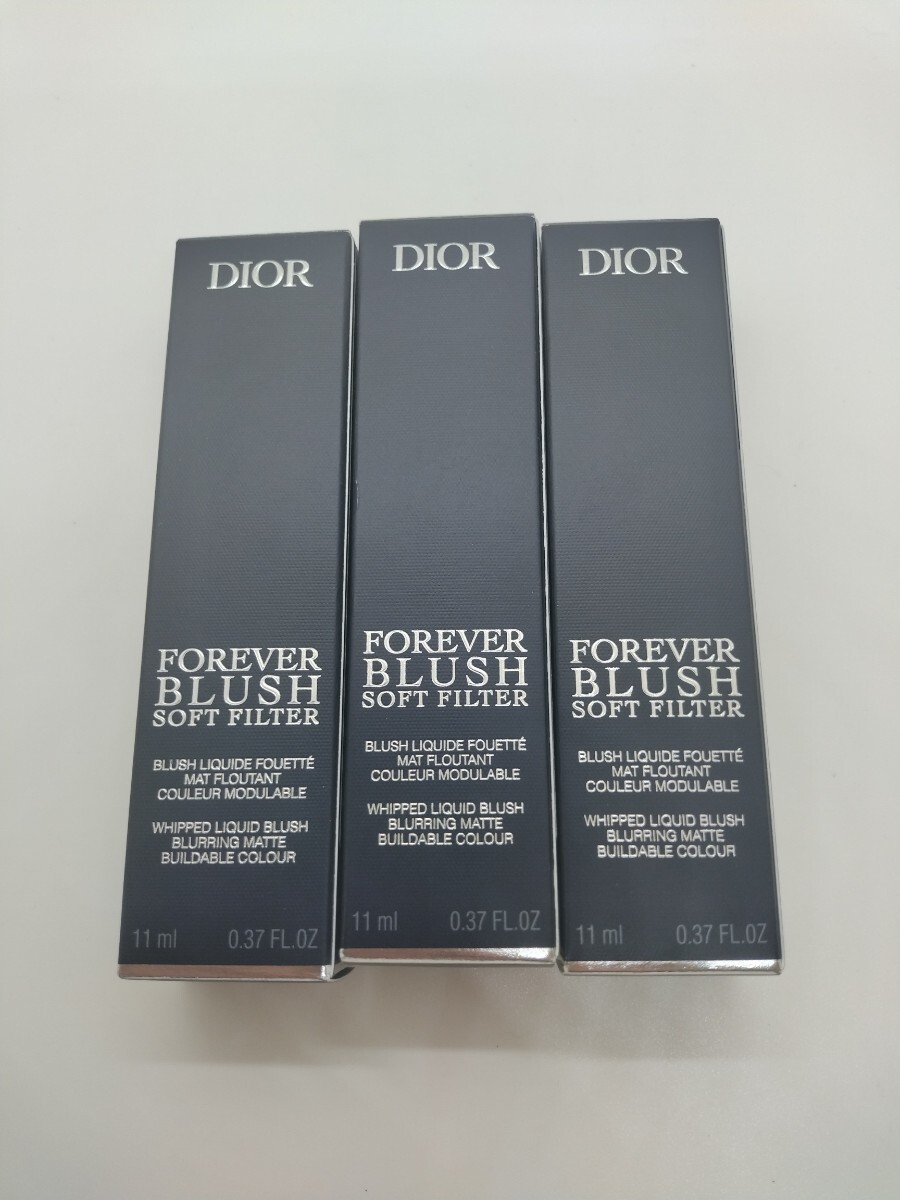 DIOR
FOREVER
BLUSH
SOFT FILTER
BLUSH LIQUIDE FOUETTÉ
MAT FLOUTANT
COULEUR MODULABLE
WHIPPED LIQUID BLUSH
BLURRING MATTE
BUILDABLE COLOUR
11 ml 0.37 FL.OZ
DIOR
FOREVER
BLUSH
SOFT FILTER
BLUSH LIQUIDE FOUETTÉ
MAT FLOUTANT
COULEUR MODULABLE
WHIPPED LIQUID BLUSH
BLURRING MATTE
BUILDABLE COLOUR
11 ml 0.37 FL.OZ
DIOR
FOREVER
BLUSH
SOFT FILTER
BLUSH LIQUIDE FOUETTÉ
MAT FLOUTANT
COULEUR MODULABLE
WHIPPED LIQUID BLUSH
BLURRING MATTE
BUILDABLE COLOUR
11 ml 0.37 FL.OZ